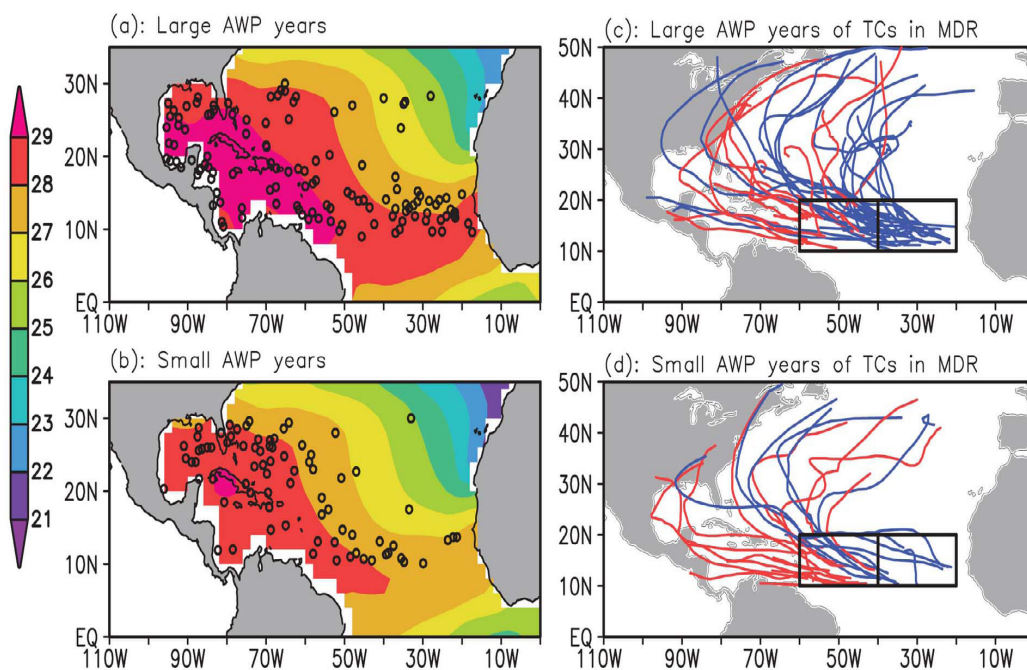 (a): Large AWP years
30N
20N
10N
EQ
110W 90W 70W 50W 30W 10W
(b): Small AWP years
30N
20N
10N
EQ
110W 90W 70W 50W 30W 10W
29
28
27
26
25
24
23
22
21
(c): Large AWP years of TCs in MDR
50N
40N
30N
20N
10N
EQ
110W 90W 70W 50W 30W 10W
(d): Small AWP years of TCs in MDR
50N
40N
30N
20N
10N
EQ
110W 90W 70W 50W 30W 10W